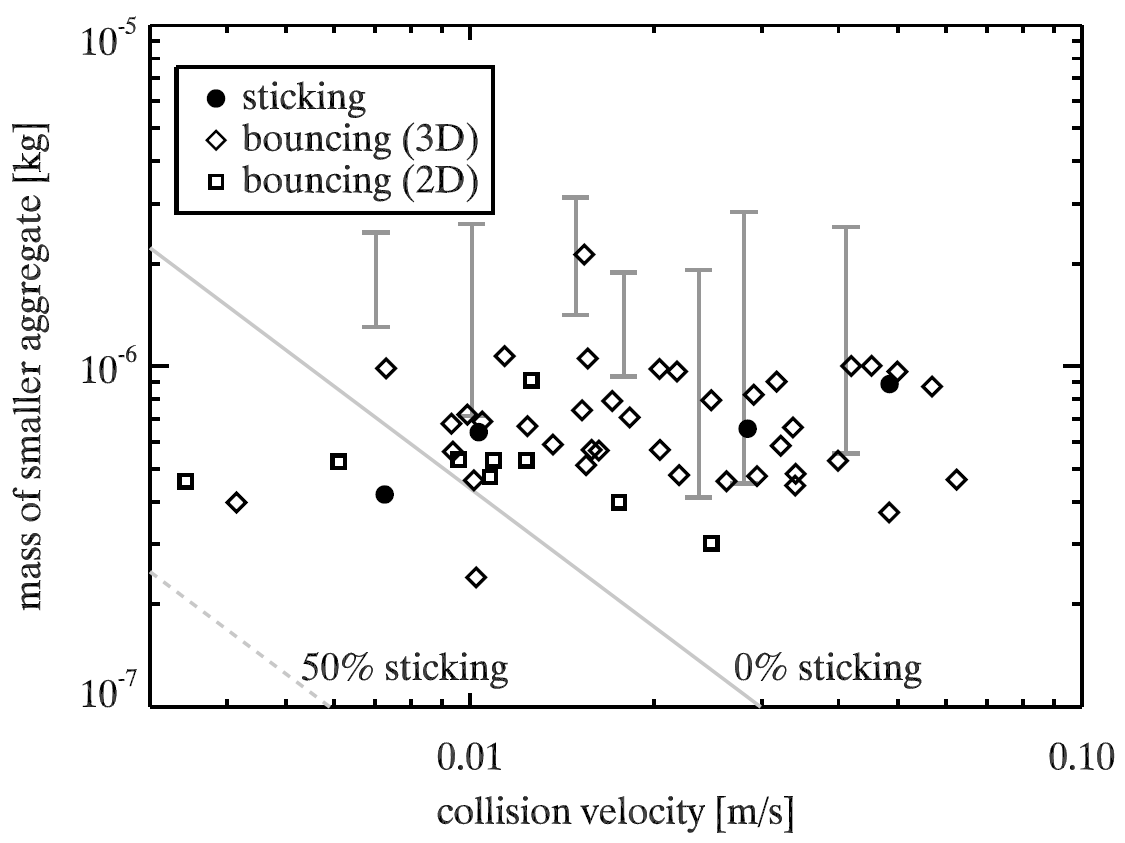 10-5
sticking
bouncing (3D)
bouncing (2D)
mass of smaller aggregate [kg]
10-6
50% sticking
0% sticking
10-7
0.01
0.10
collision velocity [m/s]